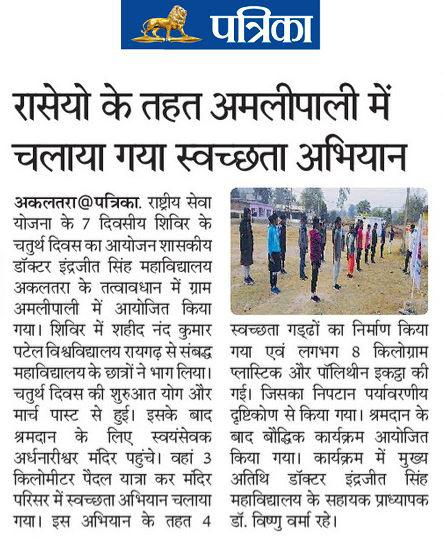 पत्रिका
रासेयो के तहत अमलीपाली में
चलाया गया स्वच्छता अभियान
अकलतरा@पत्रिका. राष्ट्रीय सेवा
योजना के 7 दिवसीय शिविर के
चतुर्थ दिवस का आयोजन शासकीय
डॉक्टर इंद्रजीत सिंह महाविद्यालय
अकलतरा के तत्वावधान में ग्राम
अमलीपाली में आयोजित किया
गया। शिविर में शहीद नंद कुमार
पटेल विश्वविद्यालय रायगढ़ से संबद्ध
महाविद्यालय के छात्रों ने भाग लिया।
चतुर्थ दिवस की शुरुआत योग और
मार्च पास्ट से हुई। इसके बाद
श्रमदान के लिए स्वयंसेवक
अर्धनारीश्वर मंदिर पहुंचे। वहां 3
किलोमीटर पैदल यात्रा कर मंदिर
परिसर में स्वच्छता अभियान चलाया
गया। इस अभियान के तहत 4
स्वच्छता गड्ढों का निर्माण किया
गया एवं लगभग 8 किलोग्राम
प्लास्टिक और पॉलिथीन इकट्ठा की
गई। जिसका निपटान पर्यावरणीय
दृष्टिकोण से किया गया। श्रमदान के
बाद बौद्धिक कार्यक्रम आयोजित
किया गया। कार्यक्रम में मुख्य
अतिथि डॉक्टर इंद्रजीत सिंह
महाविद्यालय के सहायक प्राध्यापक
डॉ. विष्णु वर्मा रहे।